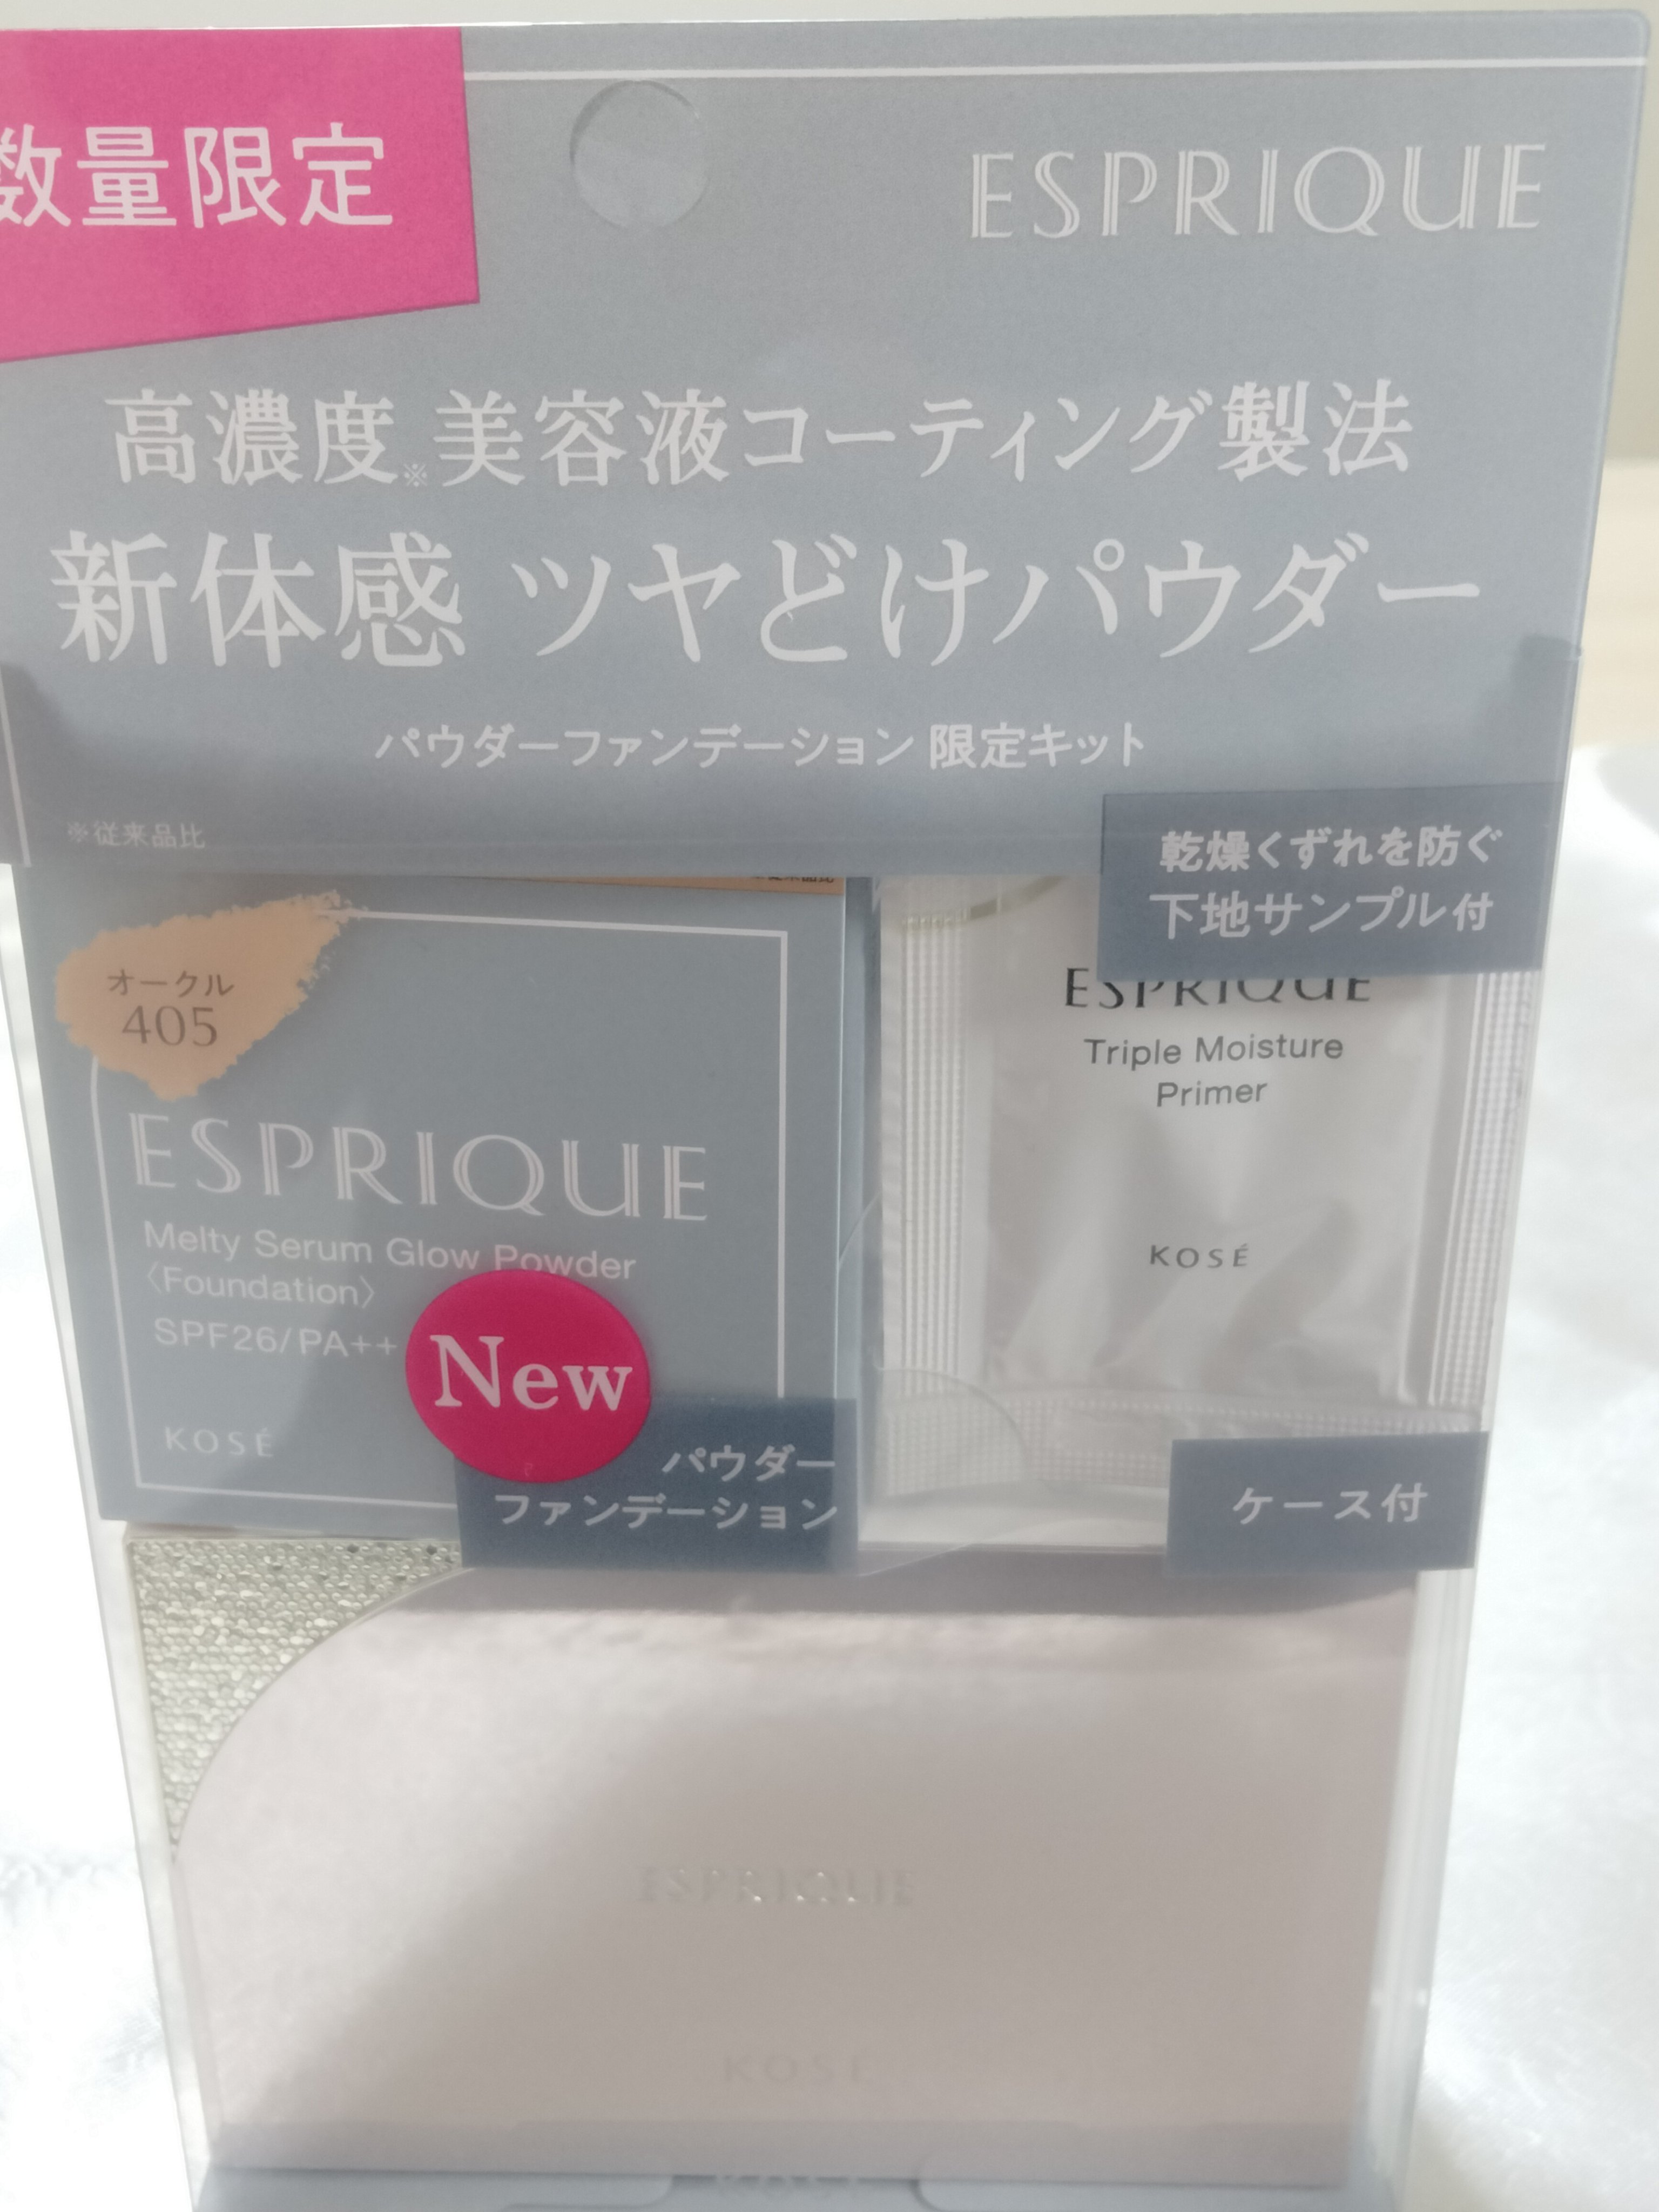 数量限定
ESPRIQUE
高濃度※美容液コーティング製法
新体感 ツヤどけパウダー
パウダーファンデーション 限定キット
※従来品比
乾燥くずれを防ぐ
下地サンプル付
※従来品比
オークル
405
ESPRIQUE
Melty Serum Glow Powder
〈Foundation〉
SPF26/PA++
KOSÉ
New
パウダー
ファンデーション
ESPRIQUE
Triple Moisture
Primer
KOSÉ
ケース付
ESPRIQUE
KOSÉ